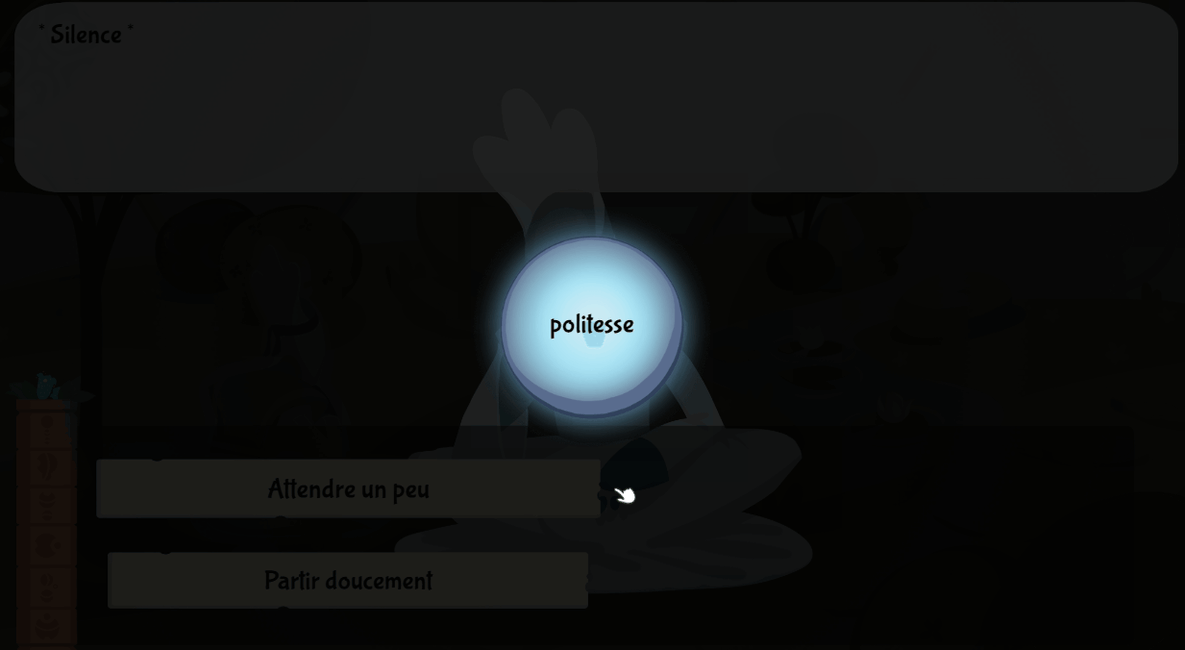 * Silence *
politesse
Attendre un peu
Partir doucement